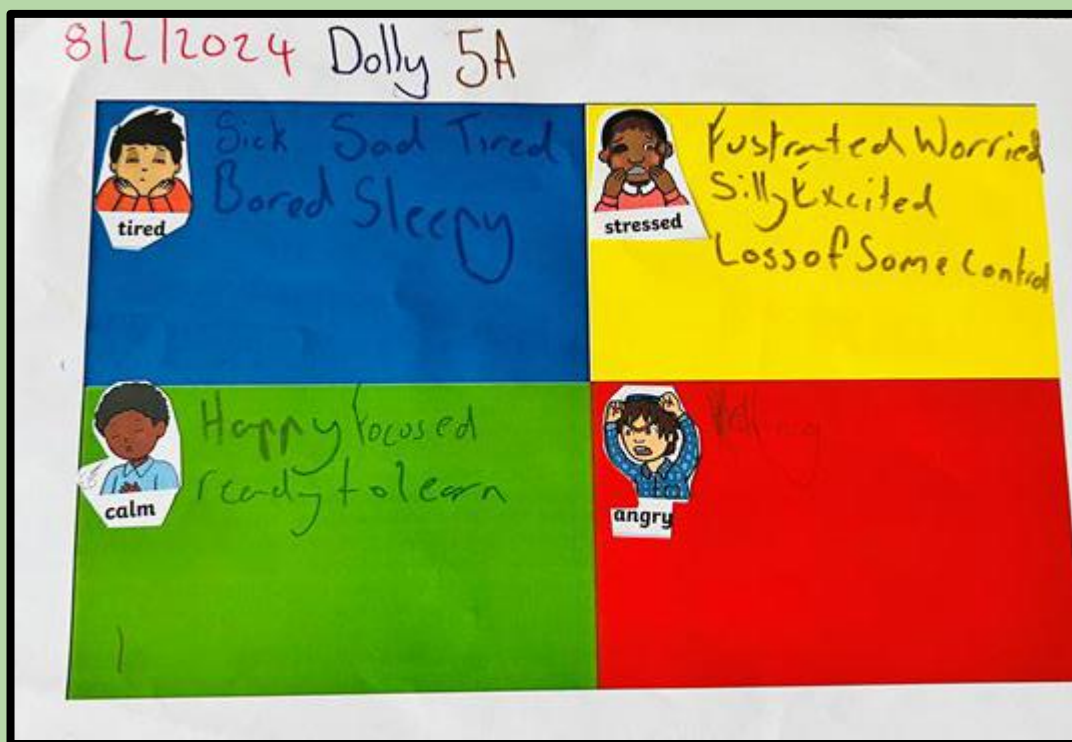 8/2/2024 Dolly 5A
Sick Sad Tired
Bored Sleepy
tired
Fustrated Worried
Silly Excited
Loss of Some Control
stressed
Happy focused
ready to learn
calm
angry